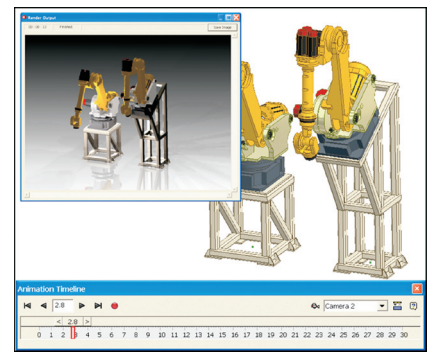 Render Output
Save Image
Animation Timeline
2.8
Camera 2
< 2.8 >
0 1 2 3 4 5 6 7 8 9 10 11 12 13 14 15 16 17 18 19 20 21 22 23 24 25 26 27 28 29 30